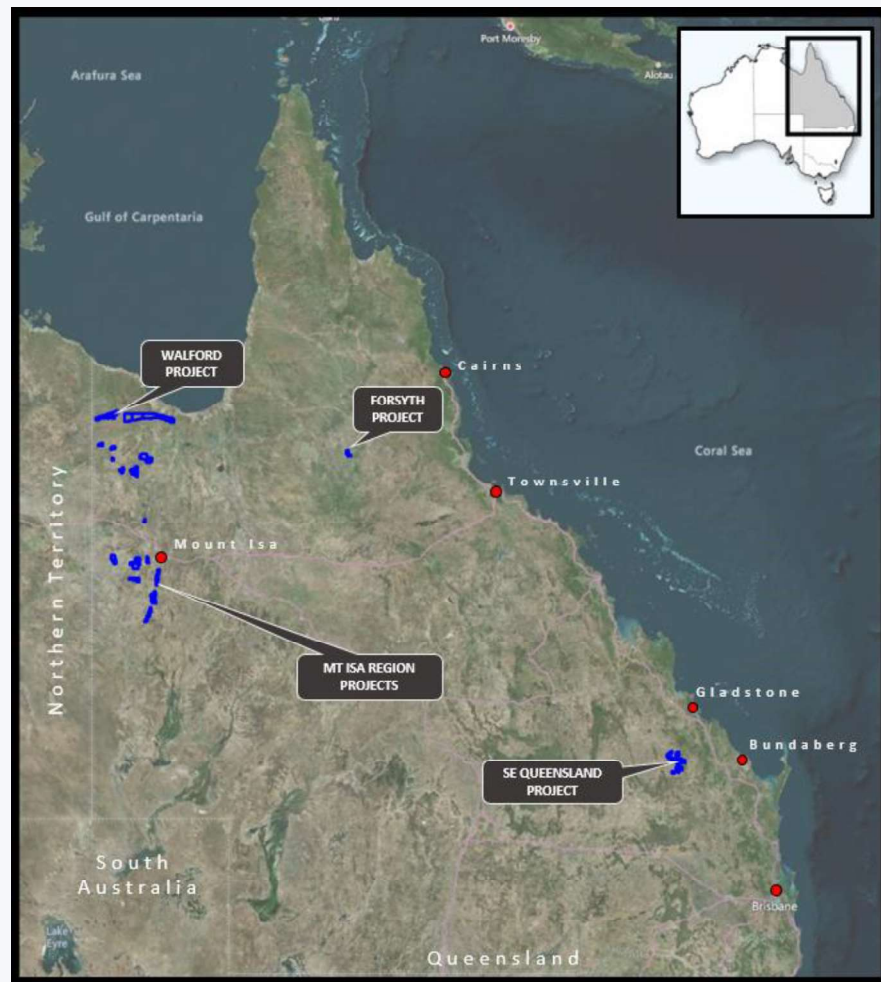 Port Moresby
Alotau
Arafura Sea
Gulf of Carpentaria
WALFORD
PROJECT
Cairns
FORSYTH
PROJECT
Coral Sea
Townsville
Mount Isa
Northern Territory
MT ISA REGION
PROJECTS
Gladstone
Bundaberg
SE QUEENSLAND
PROJECT
South
Australia
Brisbane
Lake
Eyre
Queensland